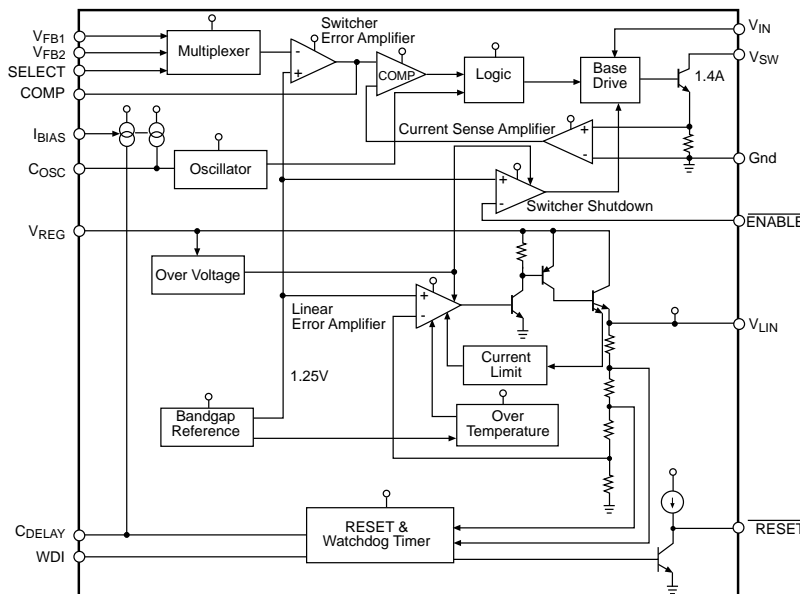 VFB1
VFB2
SELECT
COMP
IBIAS
COSC
VREG
CDELAY
WDI
Multiplexer
Switcher
Error Amplifier
-
+
COMP
Logic
Base
Drive
1.4A
VIN
VSW
Current Sense Amplifier
+
-
Gnd
Oscillator
+
-
Switcher Shutdown
ENABLE
Over Voltage
Linear
Error Amplifier
+
-
VLIN
Current
Limit
1.25V
Bandgap
Reference
Over
Temperature
RESET &
Watchdog Timer
RESET